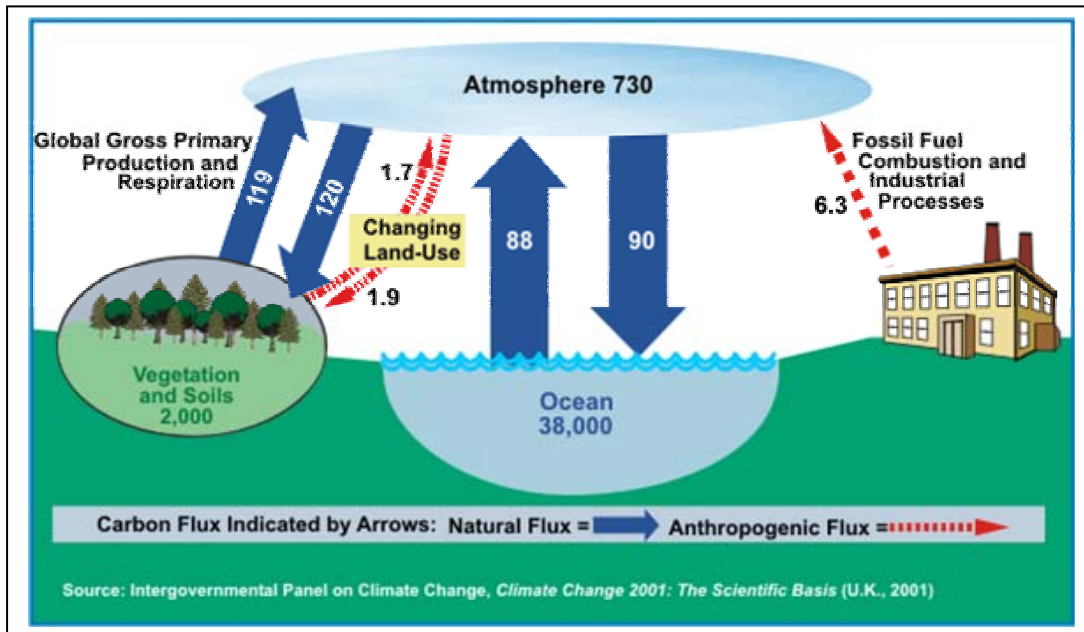 Atmosphere 730
Global Gross Primary
Production and
Respiration
119
120
1.7
Changing
Land-Use
1.9
88
90
Fossil Fuel
Combustion and
Industrial
Processes
6.3
Vegetation
and Soils
2,000
Ocean
38,000
Carbon Flux Indicated by Arrows: Natural Flux = Anthropogenic Flux =
Source: Intergovernmental Panel on Climate Change, Climate Change 2001: The Scientific Basis (U.K., 2001)